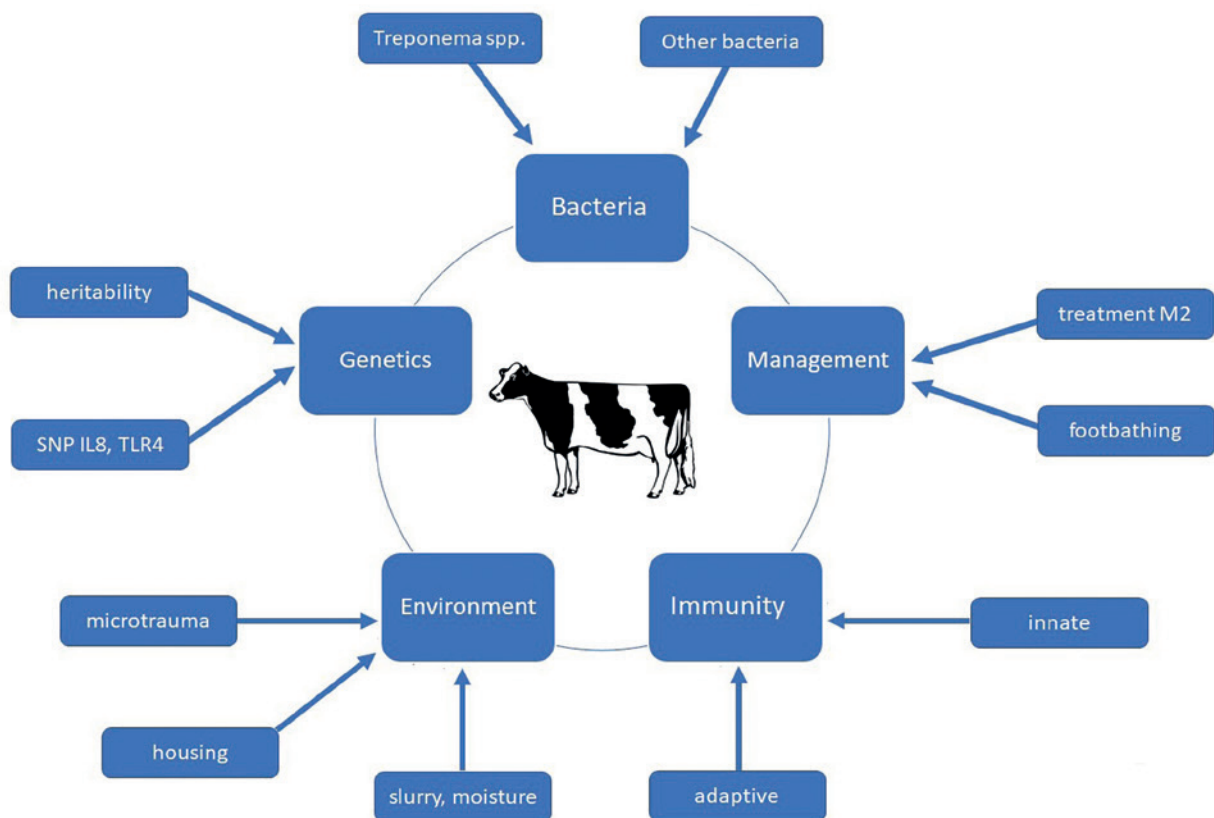 Treponema spp.
Other bacteria
Bacteria
heritability
Genetics
SNP IL8, TLR4
Management
treatment M2
footbathing
Environment
microtrauma
housing
slurry, moisture
Immunity
innate
adaptive